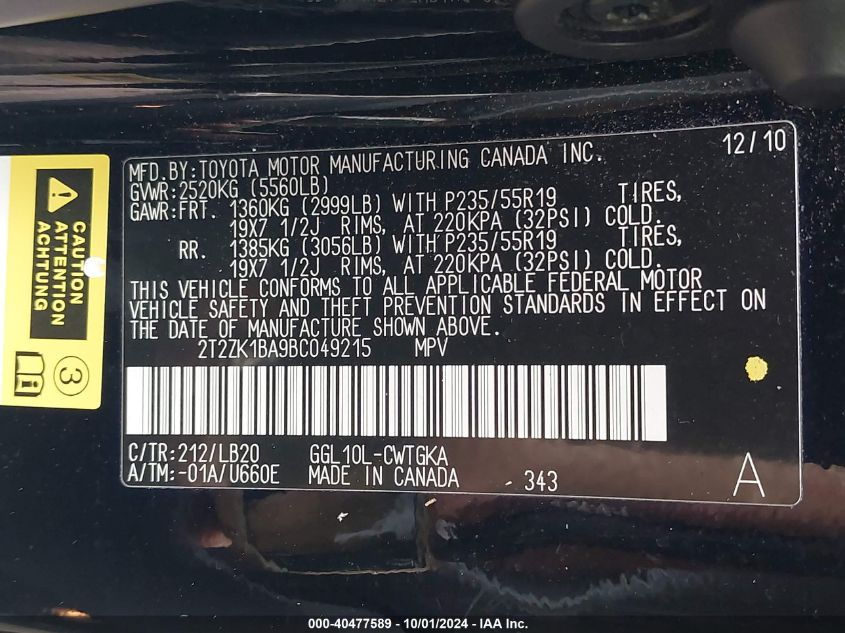 MFD.BY:TOYOTA MOTOR MANUFACTURING CANADA INC. 12/10
GVWR:2520KG (5560LB)
GAWR:FRT. 1360KG (2999LB) WITH P235/55R19 TIRES,
19X7 1/2J RIMS, AT 220KPA (32PSI) COLD.
RR. 1385KG (3056LB) WITH P235/55R19 TIRES,
19X7 1/2J RIMS, AT 220KPA (32PSI) COLD.
THIS VEHICLE CONFORMS TO ALL APPLICABLE FEDERAL MOTOR
VEHICLE SAFETY AND THEFT PREVENTION STANDARDS IN EFFECT ON
THE DATE OF MANUFACTURE SHOWN ABOVE.
2T2ZK1BA9BC049215 MPV
C/TR:212/LB20 GGL10L-CWTGKA
A/TM:-01A/U660E MADE IN CANADA 343 A
CAUTION
ATTENTION
ACHTUNG
3
000-40477589 - 10/01/2024 - IAA Inc.